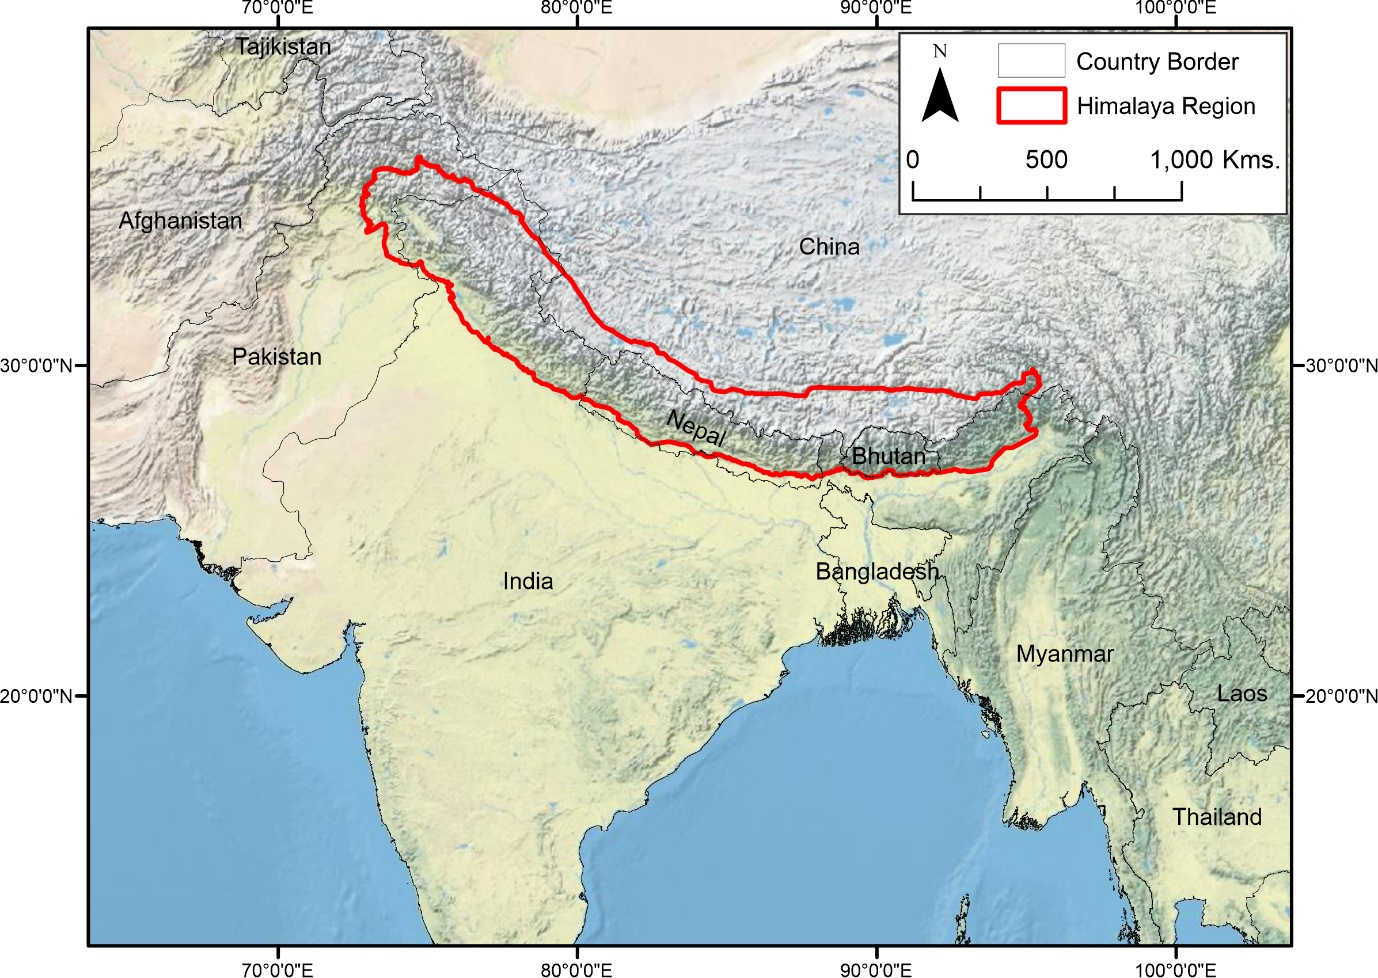 70°0'0"E
80°0'0"E
90°0'0"E
100°0'0"E
Tajikistan
N
Country Border
Himalaya Region
0
500
1,000 Kms.
Afghanistan
China
Pakistan
30°0'0"N
30°0'0"N
Nepal
Bhutan
India
Bangladesh
Myanmar
20°0'0"N
20°0'0"N
Laos
Thailand
70°0'0"E
80°0'0"E
90°0'0"E
100°0'0"E